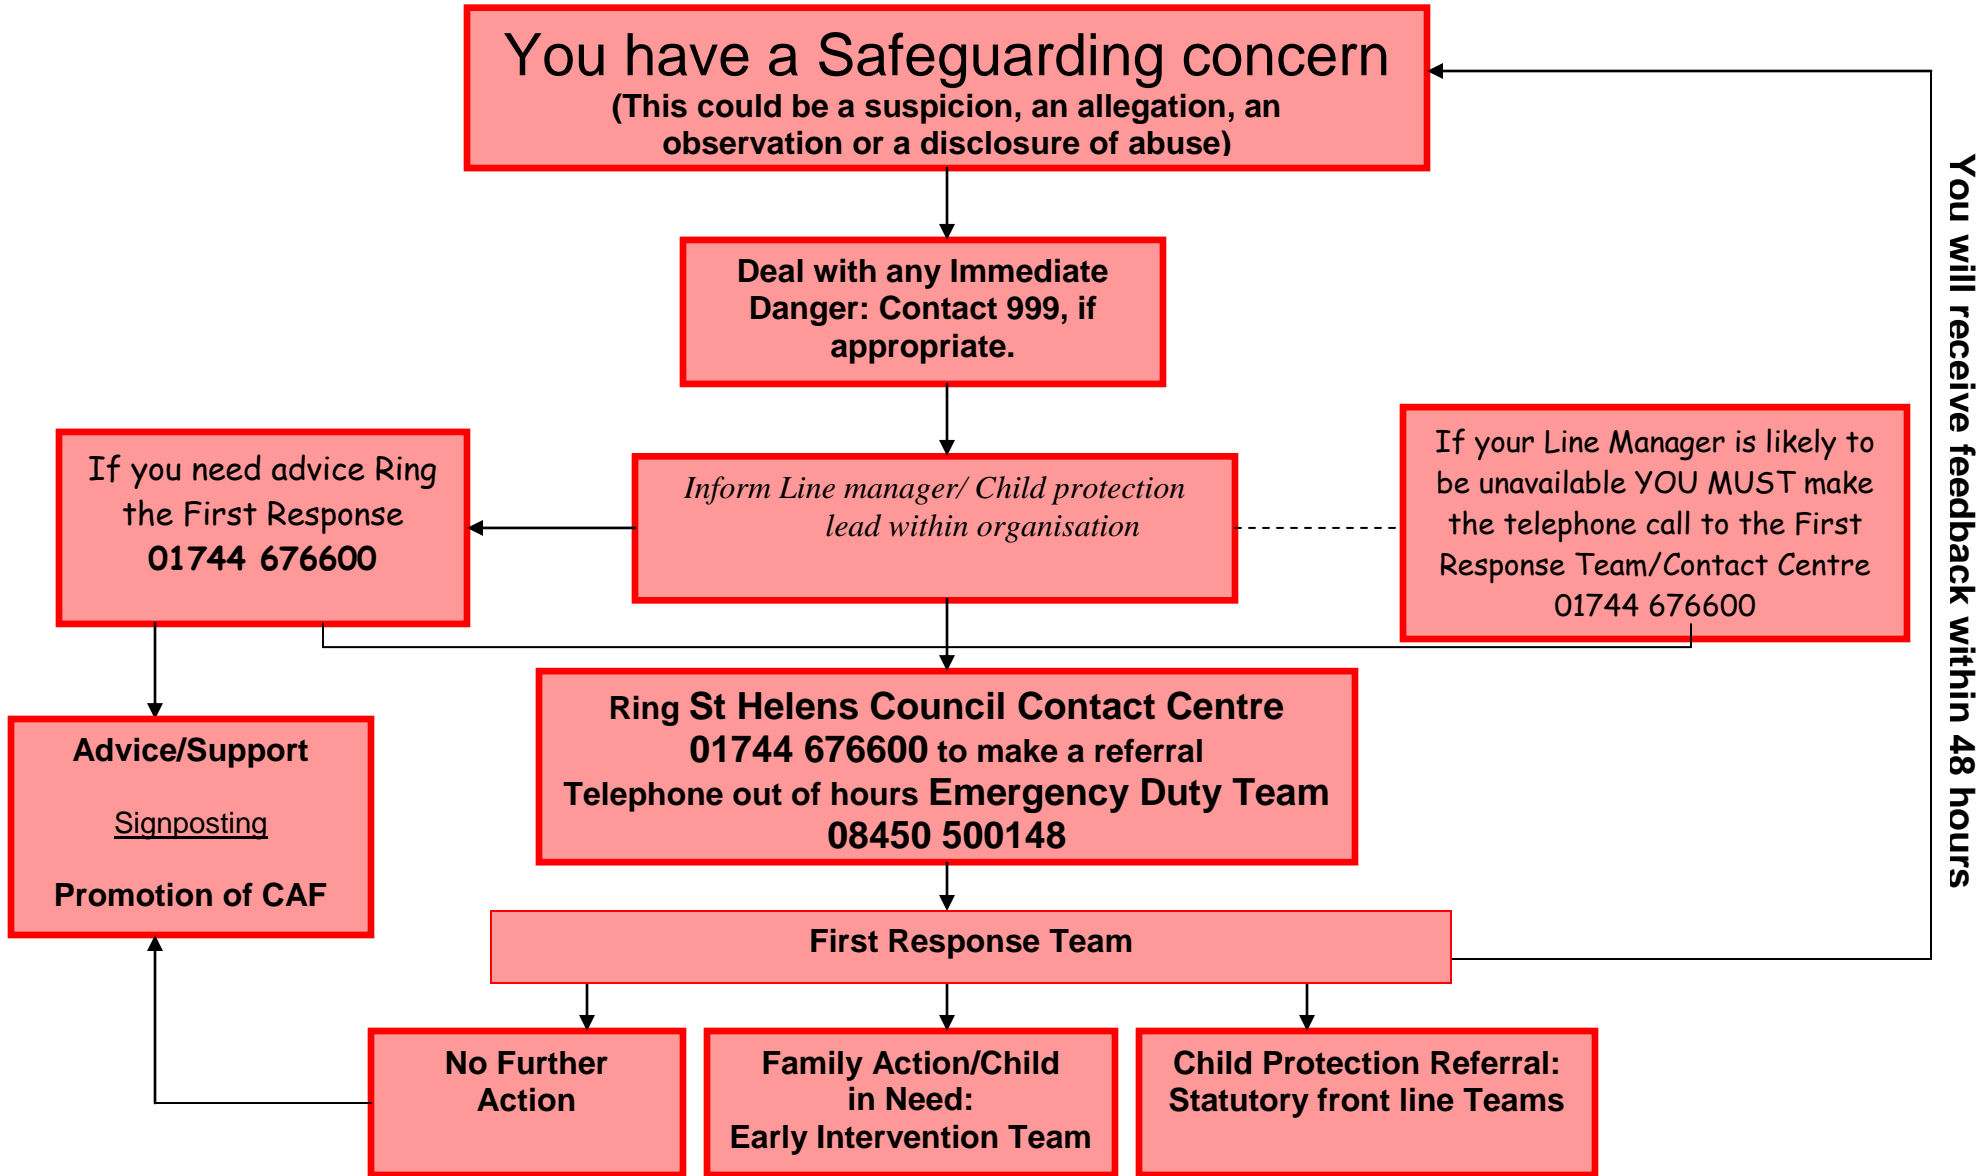 You have a Safeguarding concern
(This could be a suspicion, an allegation, an
observation or a disclosure of abuse)
Deal with any Immediate
Danger: Contact 999, if
appropriate.
If you need advice Ring
the First Response
01744 676600
Inform Line manager/ Child protection
lead within organisation
If your Line Manager is likely to
be unavailable YOU MUST make
the telephone call to the First
Response Team/Contact Centre
01744 676600
Advice/Support
Signposting
Promotion of CAF
Ring St Helens Council Contact Centre
01744 676600 to make a referral
Telephone out of hours Emergency Duty Team
08450 500148
First Response Team
No Further
Action
Family Action/Child
in Need:
Early Intervention Team
Child Protection Referral:
Statutory front line Teams
You will receive feedback within 48 hours